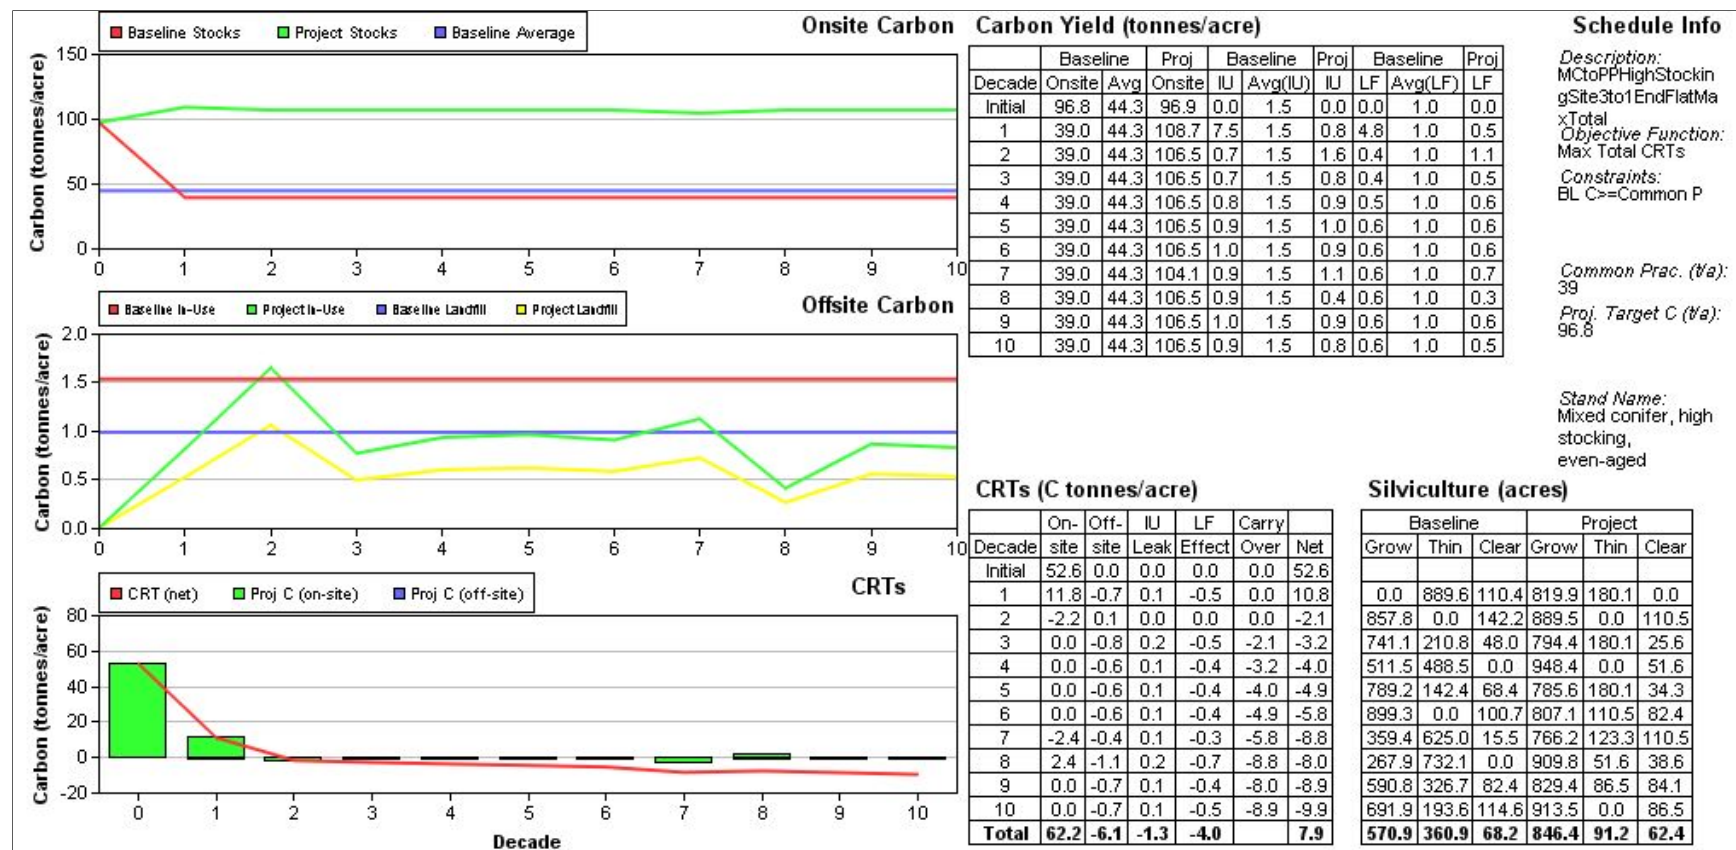 Baseline Stocks Project Stocks Baseline Average
Onsite Carbon
Carbon (tonnes/acre)
150
100
50
0
0 1 2 3 4 5 6 7 8 9 10
Baseline In-Use Project In-Use Baseline Landfill Project Landfill
Offsite Carbon
Carbon (tonnes/acre)
2.0
1.5
1.0
0.5
0.0
0 1 2 3 4 5 6 7 8 9 10
CRT (net) Proj C (on-site) Proj C (off-site)
CRTs
Carbon (tonnes/acre)
80
60
40
20
0
-20
0 1 2 3 4 5 6 7 8 9 10
Decade
Carbon Yield (tonnes/acre)
Baseline Proj Baseline Proj Baseline Proj
Decade Onsite Avg Onsite IU Avg(IU) IU LF Avg(LF) LF
Initial 96.8 44.3 96.9 0.0 1.5 0.0 0.0 1.0 0.0
1 39.0 44.3 108.7 7.5 1.5 0.8 4.8 1.0 0.5
2 39.0 44.3 106.5 0.7 1.5 1.6 0.4 1.0 1.1
3 39.0 44.3 106.5 0.7 1.5 0.8 0.4 1.0 0.5
4 39.0 44.3 106.5 0.8 1.5 0.9 0.5 1.0 0.6
5 39.0 44.3 106.5 0.9 1.5 1.0 0.6 1.0 0.6
6 39.0 44.3 106.5 1.0 1.5 0.9 0.6 1.0 0.6
7 39.0 44.3 104.1 0.9 1.5 1.1 0.6 1.0 0.7
8 39.0 44.3 106.5 0.9 1.5 0.4 0.6 1.0 0.3
9 39.0 44.3 106.5 1.0 1.5 0.9 0.6 1.0 0.6
10 39.0 44.3 106.5 0.9 1.5 0.8 0.6 1.0 0.5
Schedule Info
Description:
MCtoPPHighStockin
gSite3to1EndFlatMa
xTotal
Objective Function:
Max Total CRTs
Constraints:
BL C>=Common P
Common Prac. (t/a):
39
Proj. Target C (t/a):
96.8
Stand Name:
Mixed conifer, high
stocking,
even-aged
CRTs (C tonnes/acre)
On- Off- IU LF Carry
Decade site site Leak Effect Over Net
Initial 52.6 0.0 0.0 0.0 0.0 52.6
1 11.8 -0.7 0.1 -0.5 0.0 10.8
2 -2.2 0.1 0.0 0.0 0.0 -2.1
3 0.0 -0.8 0.2 -0.5 -2.1 -3.2
4 0.0 -0.6 0.1 -0.4 -3.2 -4.0
5 0.0 -0.6 0.1 -0.4 -4.0 -4.9
6 0.0 -0.6 0.1 -0.4 -4.9 -5.8
7 -2.4 -0.4 0.1 -0.3 -5.8 -8.8
8 2.4 -1.1 0.2 -0.7 -8.8 -8.0
9 0.0 -0.7 0.1 -0.4 -8.0 -8.9
10 0.0 -0.7 0.1 -0.5 -8.9 -9.9
Total 62.2 -6.1 -1.3 -4.0 7.9
Silviculture (acres)
Baseline Project
Grow Thin Clear Grow Thin Clear
0.0 889.6 110.4 819.9 180.1 0.0
857.8 0.0 142.2 889.5 0.0 110.5
741.1 210.8 48.0 794.4 180.1 25.6
511.5 488.5 0.0 948.4 0.0 51.6
789.2 142.4 68.4 785.6 180.1 34.3
899.3 0.0 100.7 807.1 110.5 82.4
359.4 625.0 15.5 766.2 123.3 110.5
267.9 732.1 0.0 909.8 51.6 38.6
590.8 326.7 82.4 829.4 86.5 84.1
691.9 193.6 114.6 913.5 0.0 86.5
570.9 360.9 68.2 846.4 91.2 62.4